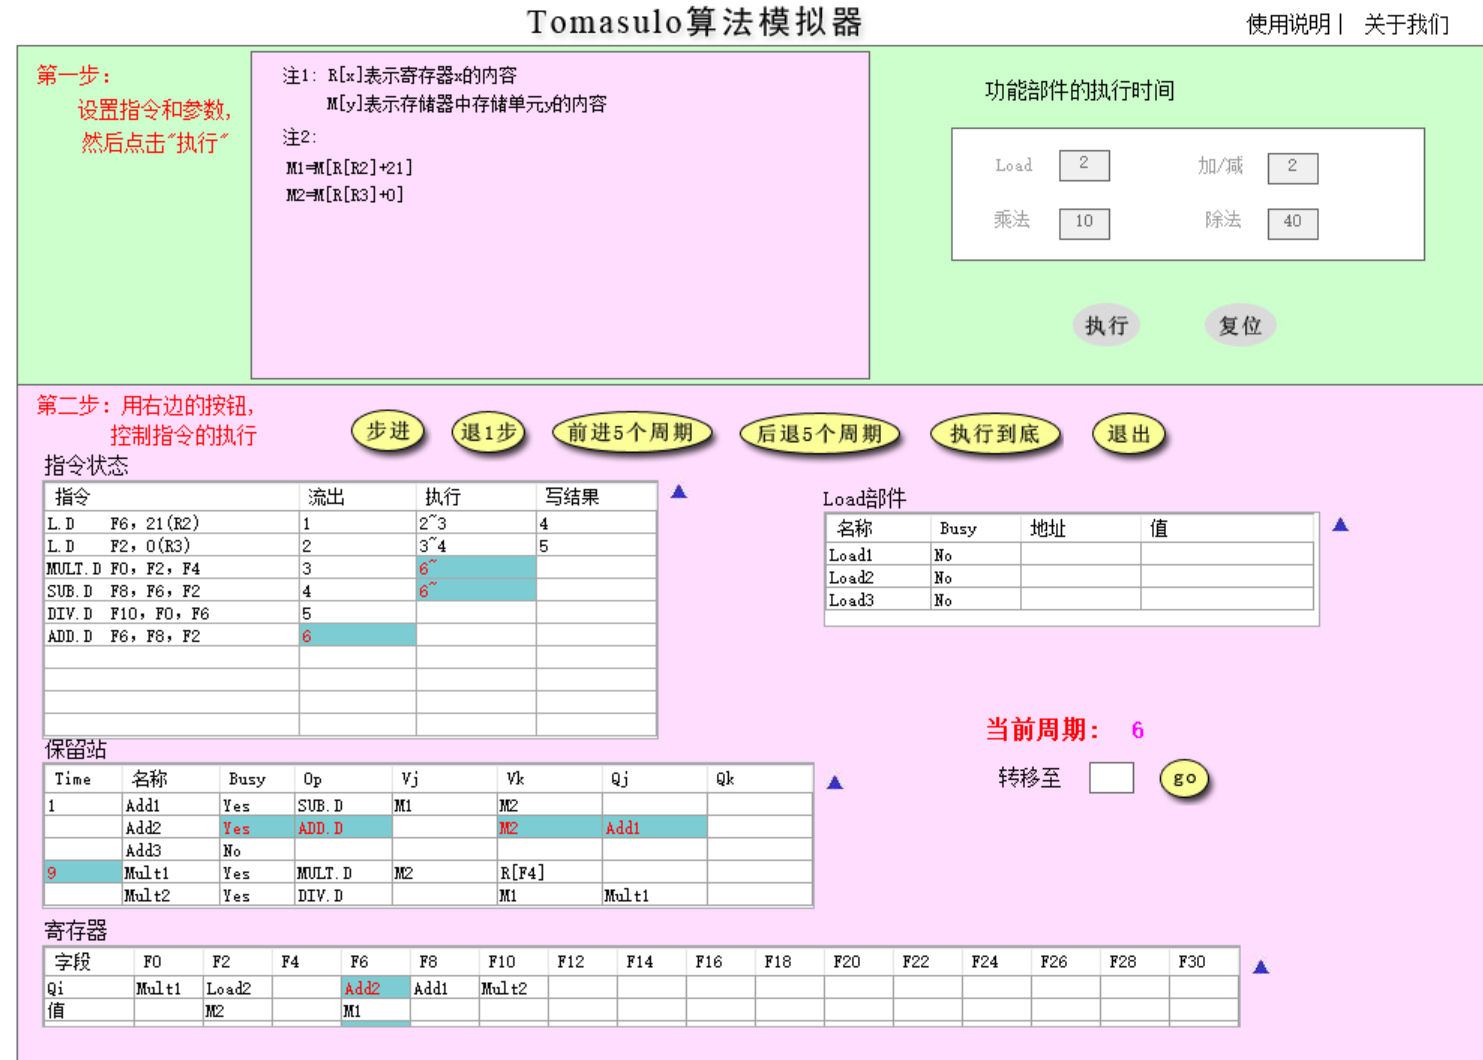 Tomasulo算法模拟器
使用说明| 关于我们
第一步:
设置指令和参数,
然后点击"执行"
注1: R[x]表示寄存器x的内容
M[y]表示存储器中存储单元y的内容
注2:
M1=M[R[R2]+21]
M2=M[R[R3]+0]
功能部件的执行时间
Load 2 加/减 2
乘法 10 除法 40
执行 复位
第二步: 用右边的按钮,
控制指令的执行
步进 退1步 前进5个周期 后退5个周期 执行到底 退出
指令状态
指令 流出 执行 写结果
L.D F6, 21(R2) 1 2~3 4
L.D F2, 0(R3) 2 3~4 5
MULT.D F0, F2, F4 3 6~
SUB.D F8, F6, F2 4 6~
DIV.D F10, F0, F6 5
ADD.D F6, F8, F2 6
Load部件
名称 Busy 地址 值
Load1 No
Load2 No
Load3 No
当前周期: 6
转移至 go
保留站
Time 名称 Busy Op Vj Vk Qj Qk
1 Add1 Yes SUB.D M1 M2
Add2 Yes ADD.D M2 Add1
Add3 No
9 Mult1 Yes MULT.D M2 R[F4]
Mult2 Yes DIV.D M1 Mult1
寄存器
字段 F0 F2 F4 F6 F8 F10 F12 F14 F16 F18 F20 F22 F24 F26 F28 F30
Qi Mult1 Load2 Add2 Add1 Mult2
值 M2 M1